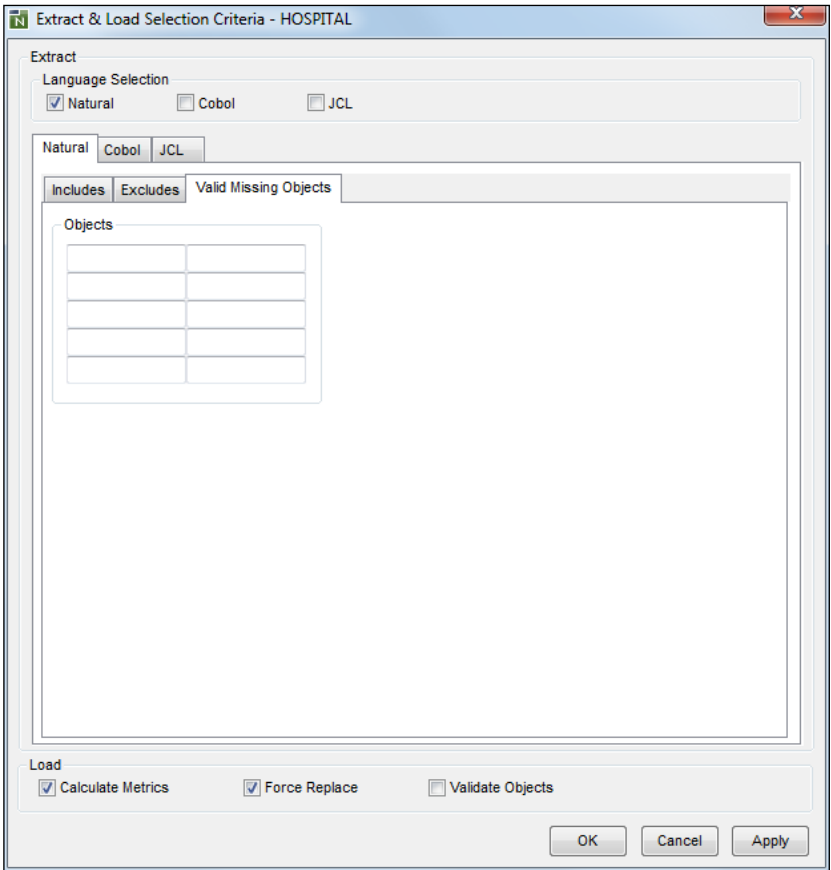 N Extract & Load Selection Criteria - HOSPITAL X
Extract
Language Selection
Natural Cobol JCL
Natural Cobol JCL
Includes Excludes Valid Missing Objects
Objects
Load
Calculate Metrics Force Replace Validate Objects
OK Cancel Apply